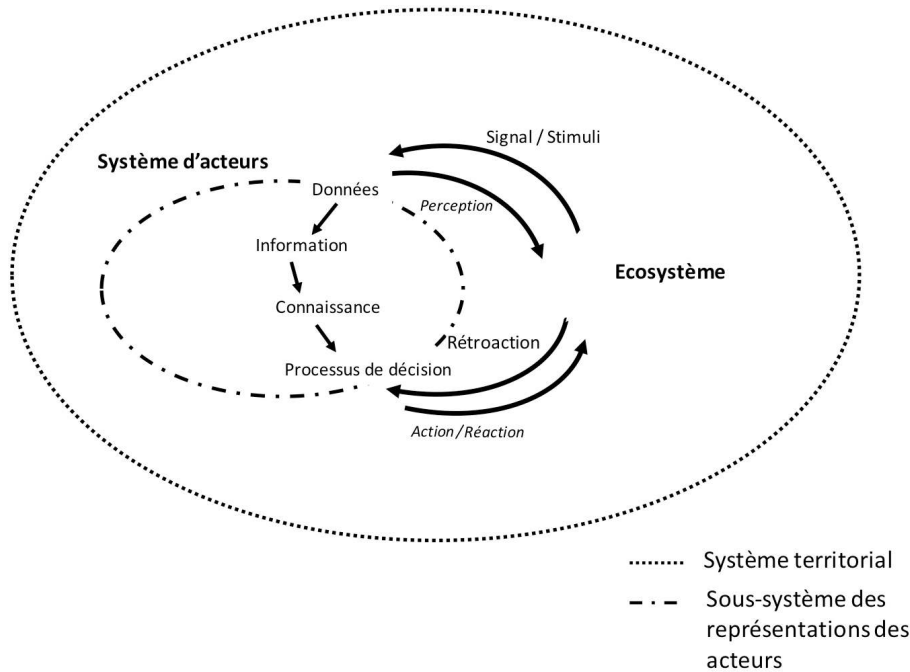 Signal / Stimuli
Système d'acteurs
Données
Perception
Information
Ecosystème
Connaissance
Rétroaction
Processus de décision
Action / Réaction
Système territorial
Sous-système des
représentations des
acteurs